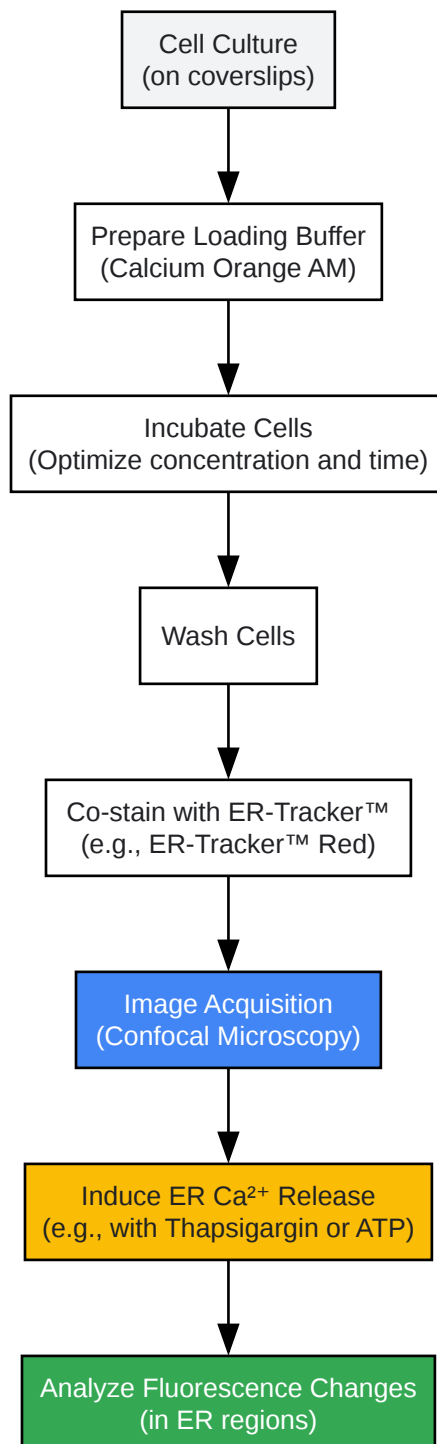 Cell Culture
(on coverslips)
Prepare Loading Buffer
(Calcium Orange AM)
Incubate Cells
(Optimize concentration and time)
Wash Cells
Co-stain with ER-Tracker™
(e.g., ER-Tracker™ Red)
Image Acquisition
(Confocal Microscopy)
Induce ER Ca²⁺ Release
(e.g., with Thapsigargin or ATP)
Analyze Fluorescence Changes
(in ER regions)